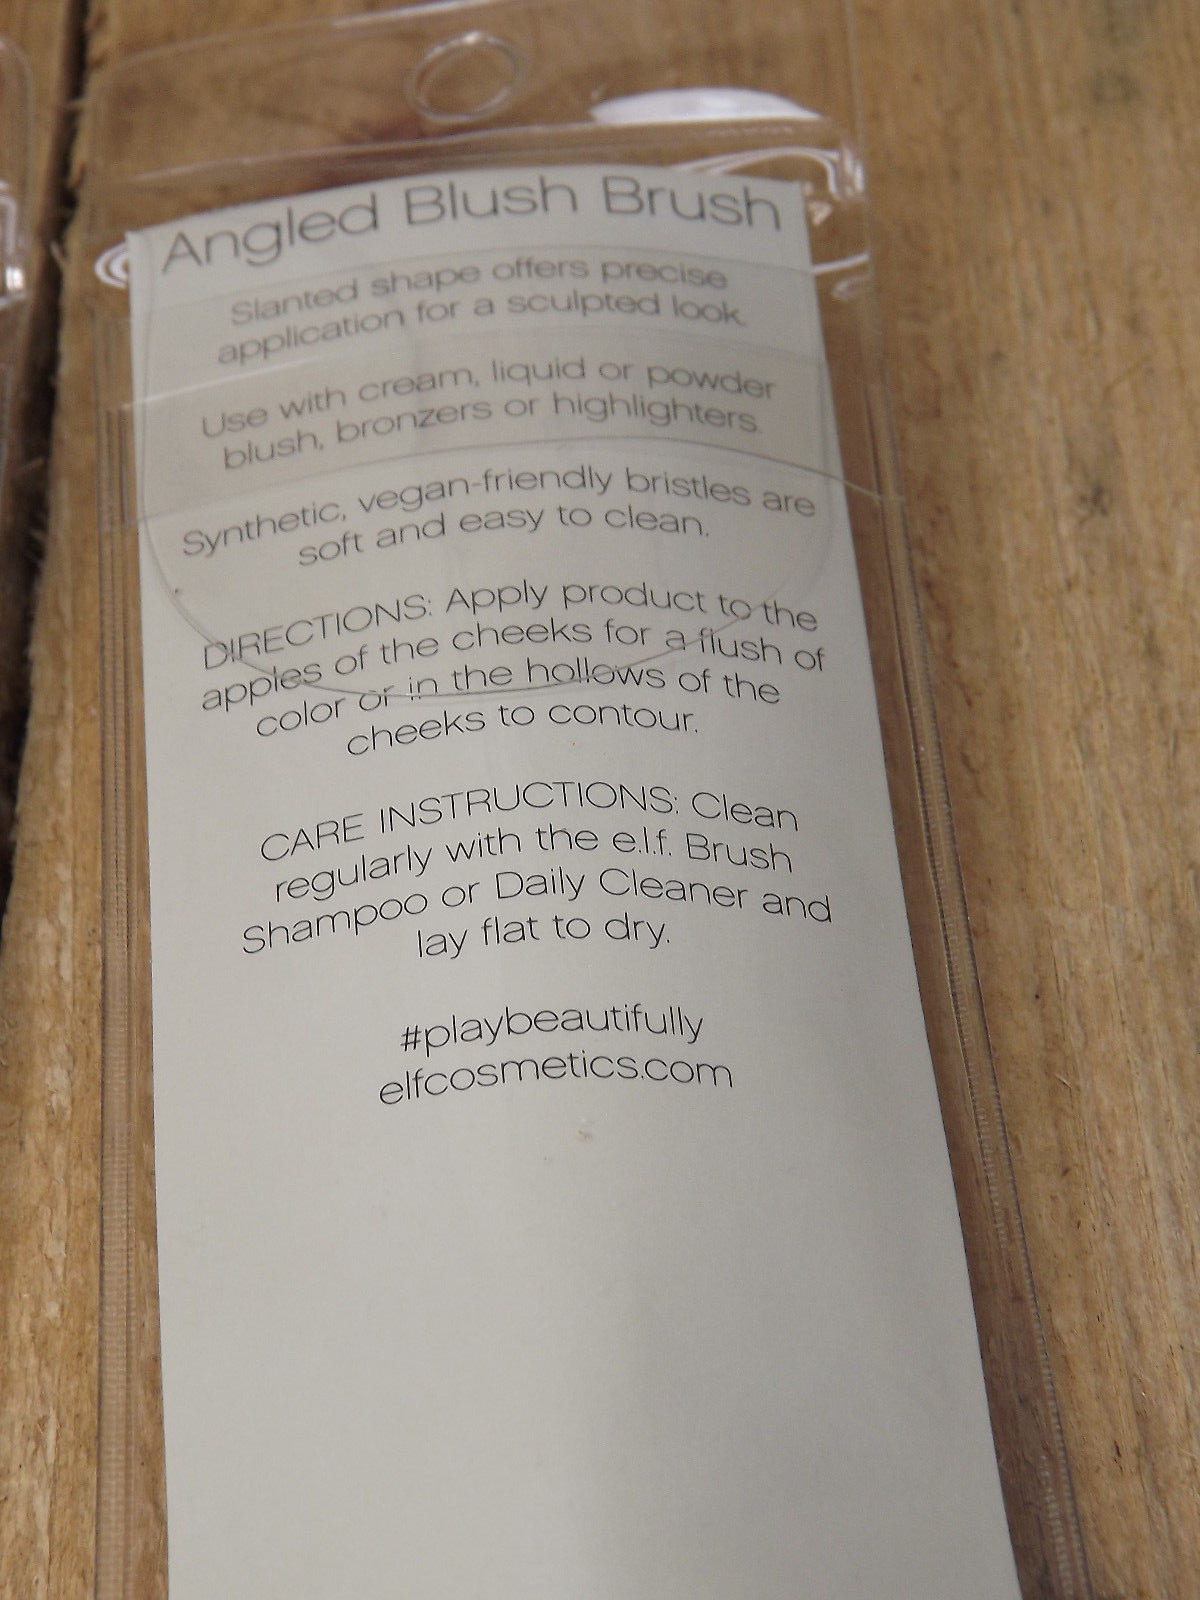 Angled Blush Brush
Slanted shape offers precise
application for a sculpted look.
Use with cream, liquid or powder
blush, bronzers or highlighters.
Synthetic, vegan-friendly bristles are
soft and easy to clean.
DIRECTIONS: Apply product to the
apples of the cheeks for a flush of
color or in the hollows of the
cheeks to contour.
CARE INSTRUCTIONS: Clean
regularly with the e.l.f. Brush
Shampoo or Daily Cleaner and
lay flat to dry.
#playbeautifully
elfcosmetics.com